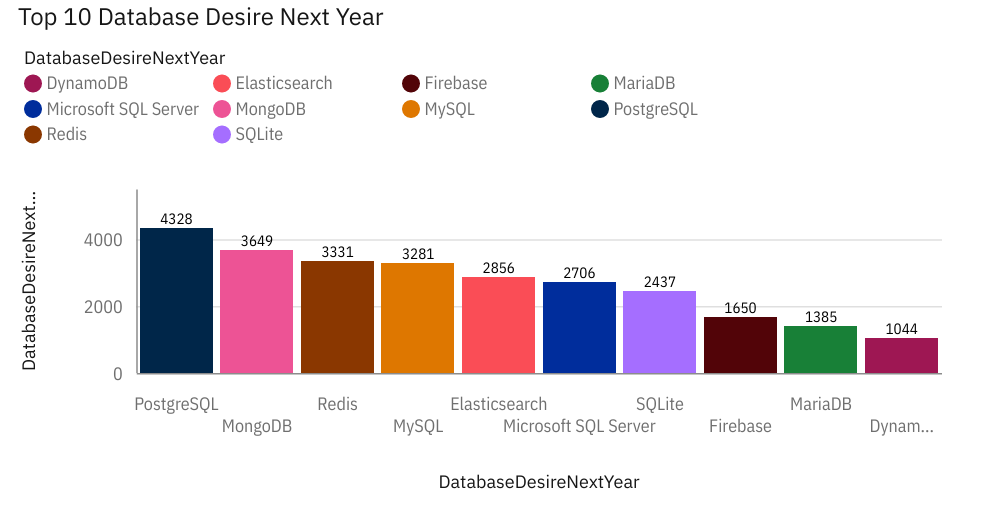 Top 10 Database Desire Next Year
DatabaseDesireNextYear
DynamoDB Elasticsearch Firebase MariaDB
Microsoft SQL Server MongoDB MySQL PostgreSQL
Redis SQLite
DatabaseDesireNext...
4328
4000 3649
3331 3281
2856 2706
2437
2000 1650
1385
1044
0
PostgreSQL Redis Elasticsearch SQLite MariaDB
MongoDB MySQL Microsoft SQL Server Firebase Dynam...
DatabaseDesireNextYear